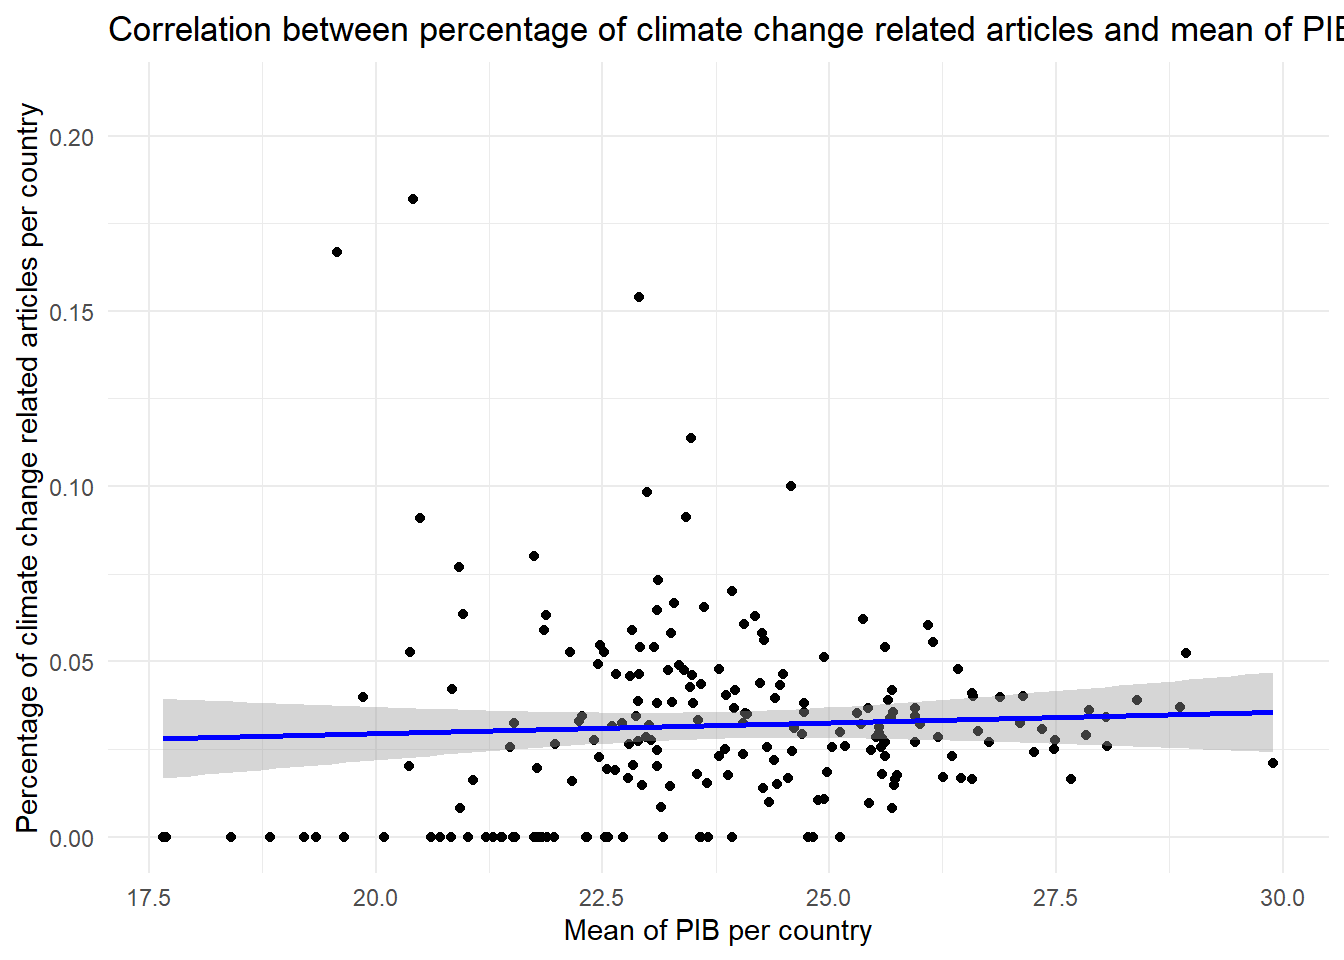 Correlation between percentage of climate change related articles and mean of PIB
Percentage of climate change related articles per country
0.20
0.15
0.10
0.05
0.00
17.5 20.0 22.5 25.0 27.5 30.0
Mean of PIB per country